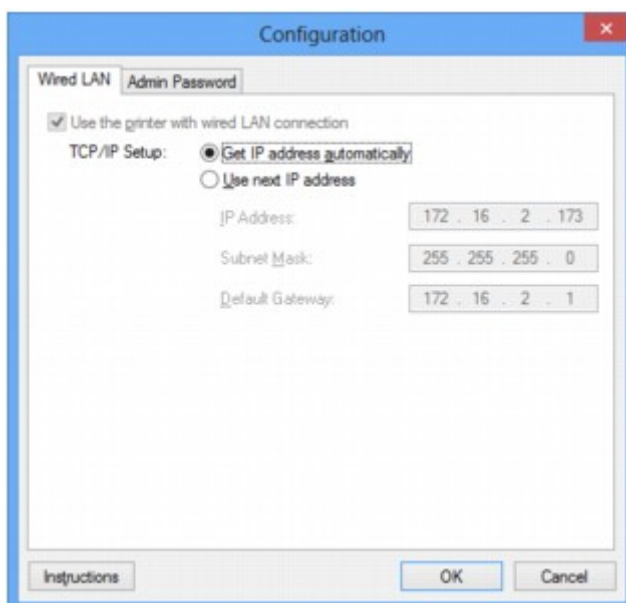 Configuration
Wired LAN Admin Password
Use the printer with wired LAN connection
TCP/IP Setup: Get IP address automatically
Use next IP address
IP Address: 172 . 16 . 2 . 173
Subnet Mask: 255 . 255 . 255 . 0
Default Gateway: 172 . 16 . 2 . 1
Instructions OK Cancel